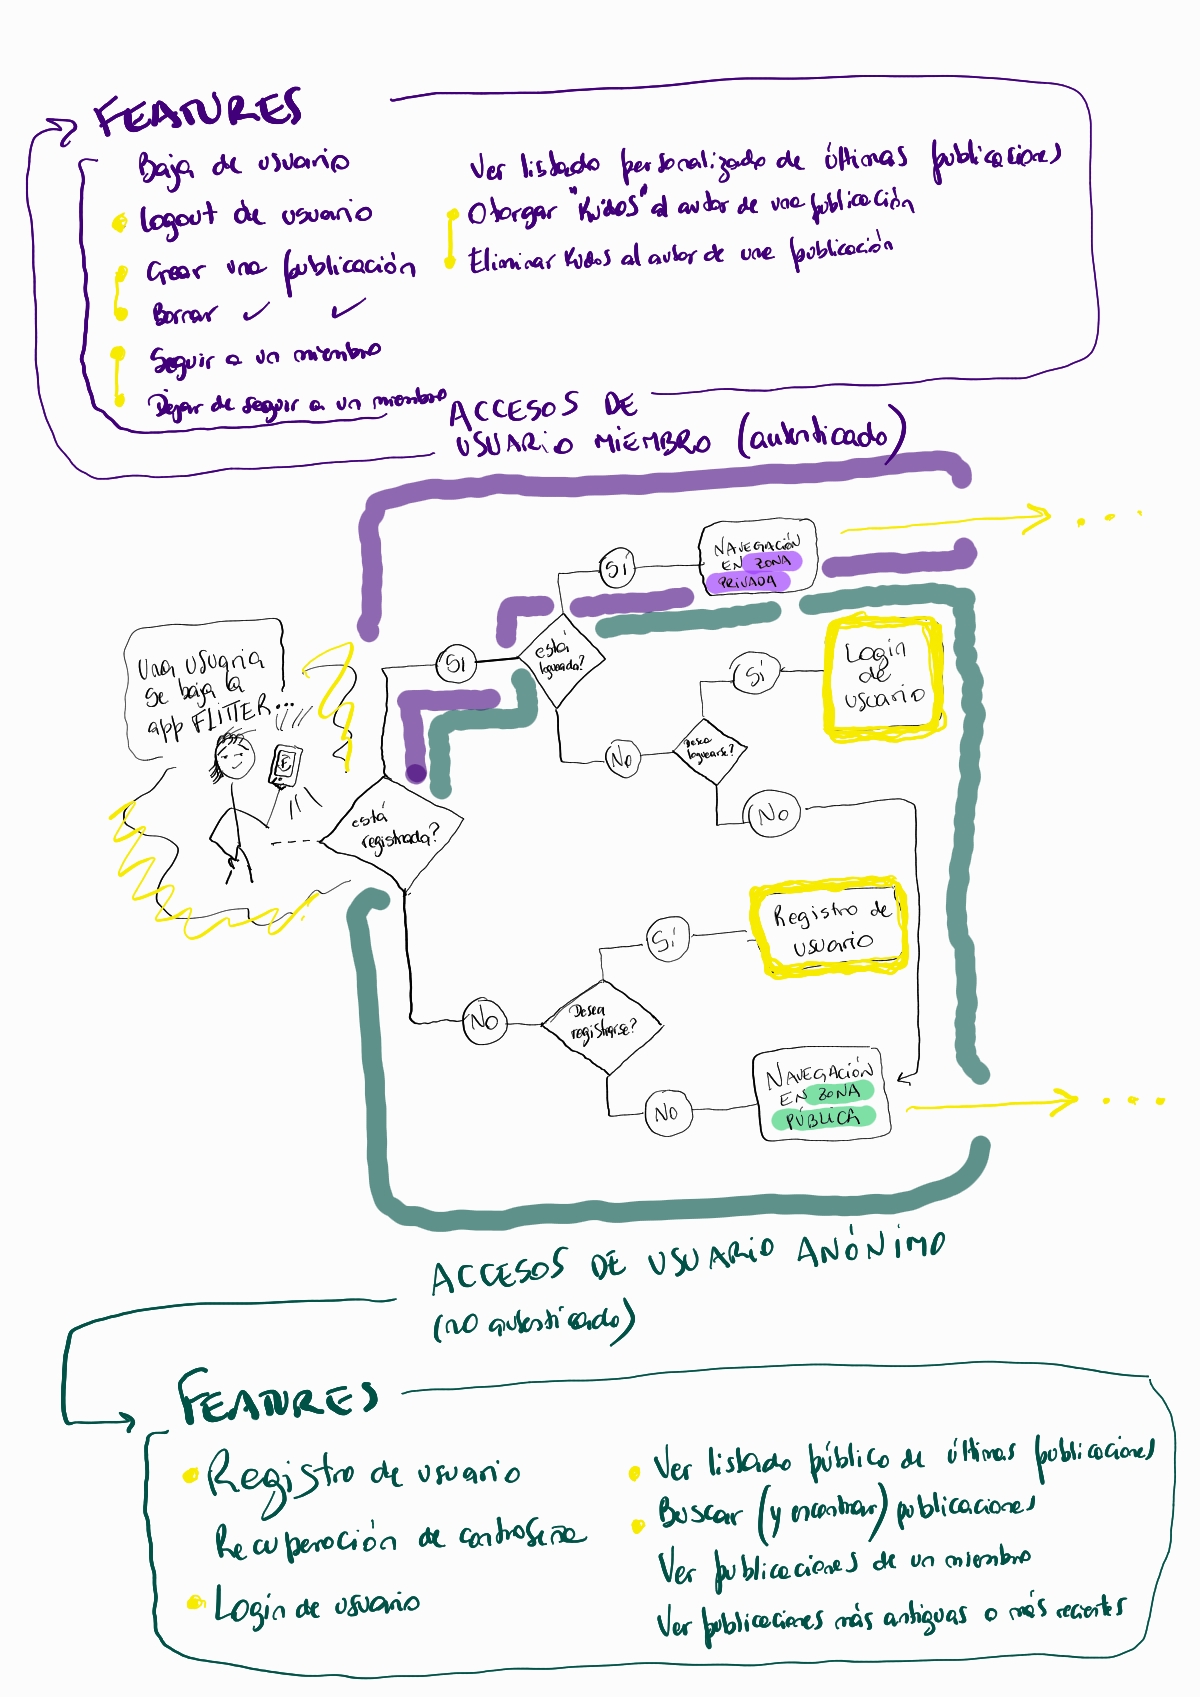 FEATURES
Baja de usuario
Logout de usuario
Crear una publicación
Borrar ✓ ✓
Seguir a un miembro
Dejar de seguir a un miembro
Ver listado personalizado de últimas publicaciones
Otorgar "Kudos" al autor de una publicación
Eliminar Kudos al autor de una publicación
ACCESOS DE
USUARIO MIEMBRO (autenticado)
NAVEGACIÓN
EN ZONA
PRIVADA
SÍ
está
logueada?
SI
Una usuaria
se baja la
app FLITTER...
Login
de
usuario
SÍ
Desea
loguearse?
NO
NO
está
registrada?
Registro de
usuario
SÍ
Desea
registrarse?
NO
NAVEGACIÓN
EN ZONA
PÚBLICA
NO
ACCESOS DE USUARIO ANÓNIMO
(no autenticado)
FEATURES
Registro de usuario
Recuperación de contraseña
Login de usuario
Ver listado público de últimas publicaciones
Buscar (y encontrar) publicaciones
Ver publicaciones de un miembro
Ver publicaciones más antiguas o más recientes